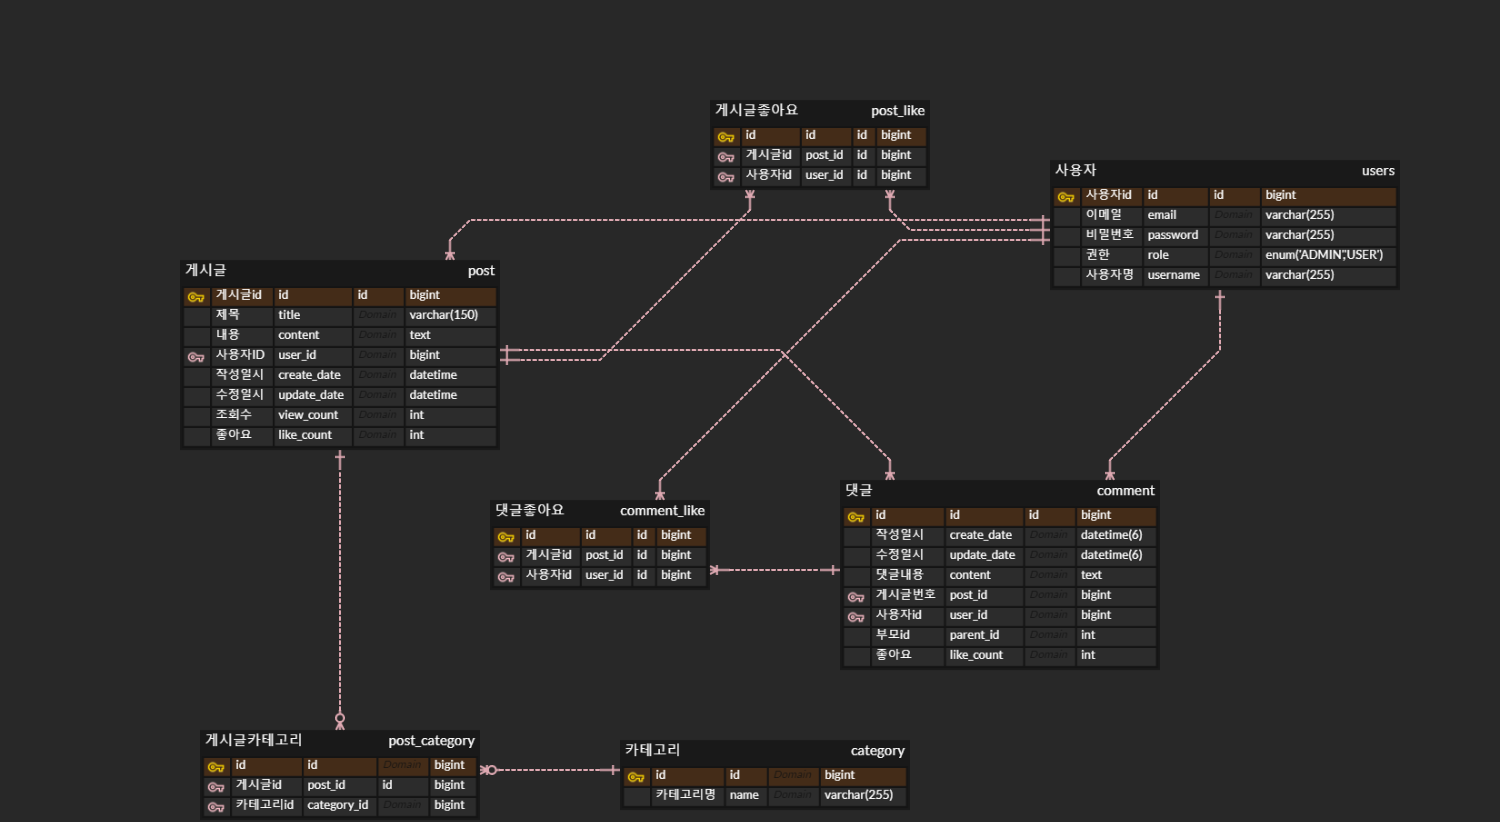 게시글좋아요 post_like
id id id bigint
게시글id post_id id bigint
사용자id user_id id bigint
사용자 users
사용자id id id bigint
이메일 email Domain varchar(255)
비밀번호 password Domain varchar(255)
권한 role Domain enum('ADMIN','USER')
사용자명 username Domain varchar(255)
게시글 post
게시글id id id bigint
제목 title Domain varchar(150)
내용 content Domain text
사용자ID user_id Domain bigint
작성일시 create_date Domain datetime
수정일시 update_date Domain datetime
조회수 view_count Domain int
좋아요 like_count Domain int
댓글좋아요 comment_like
id id id bigint
게시글id post_id id bigint
사용자id user_id id bigint
댓글 comment
id id id bigint
작성일시 create_date Domain datetime(6)
수정일시 update_date Domain datetime(6)
댓글내용 content Domain text
게시글번호 post_id Domain bigint
사용자id user_id Domain bigint
부모id parent_id Domain int
좋아요 like_count Domain int
게시글카테고리 post_category
id id Domain bigint
게시글id post_id id bigint
카테고리id category_id Domain bigint
카테고리 category
id id Domain bigint
카테고리명 name Domain varchar(255)